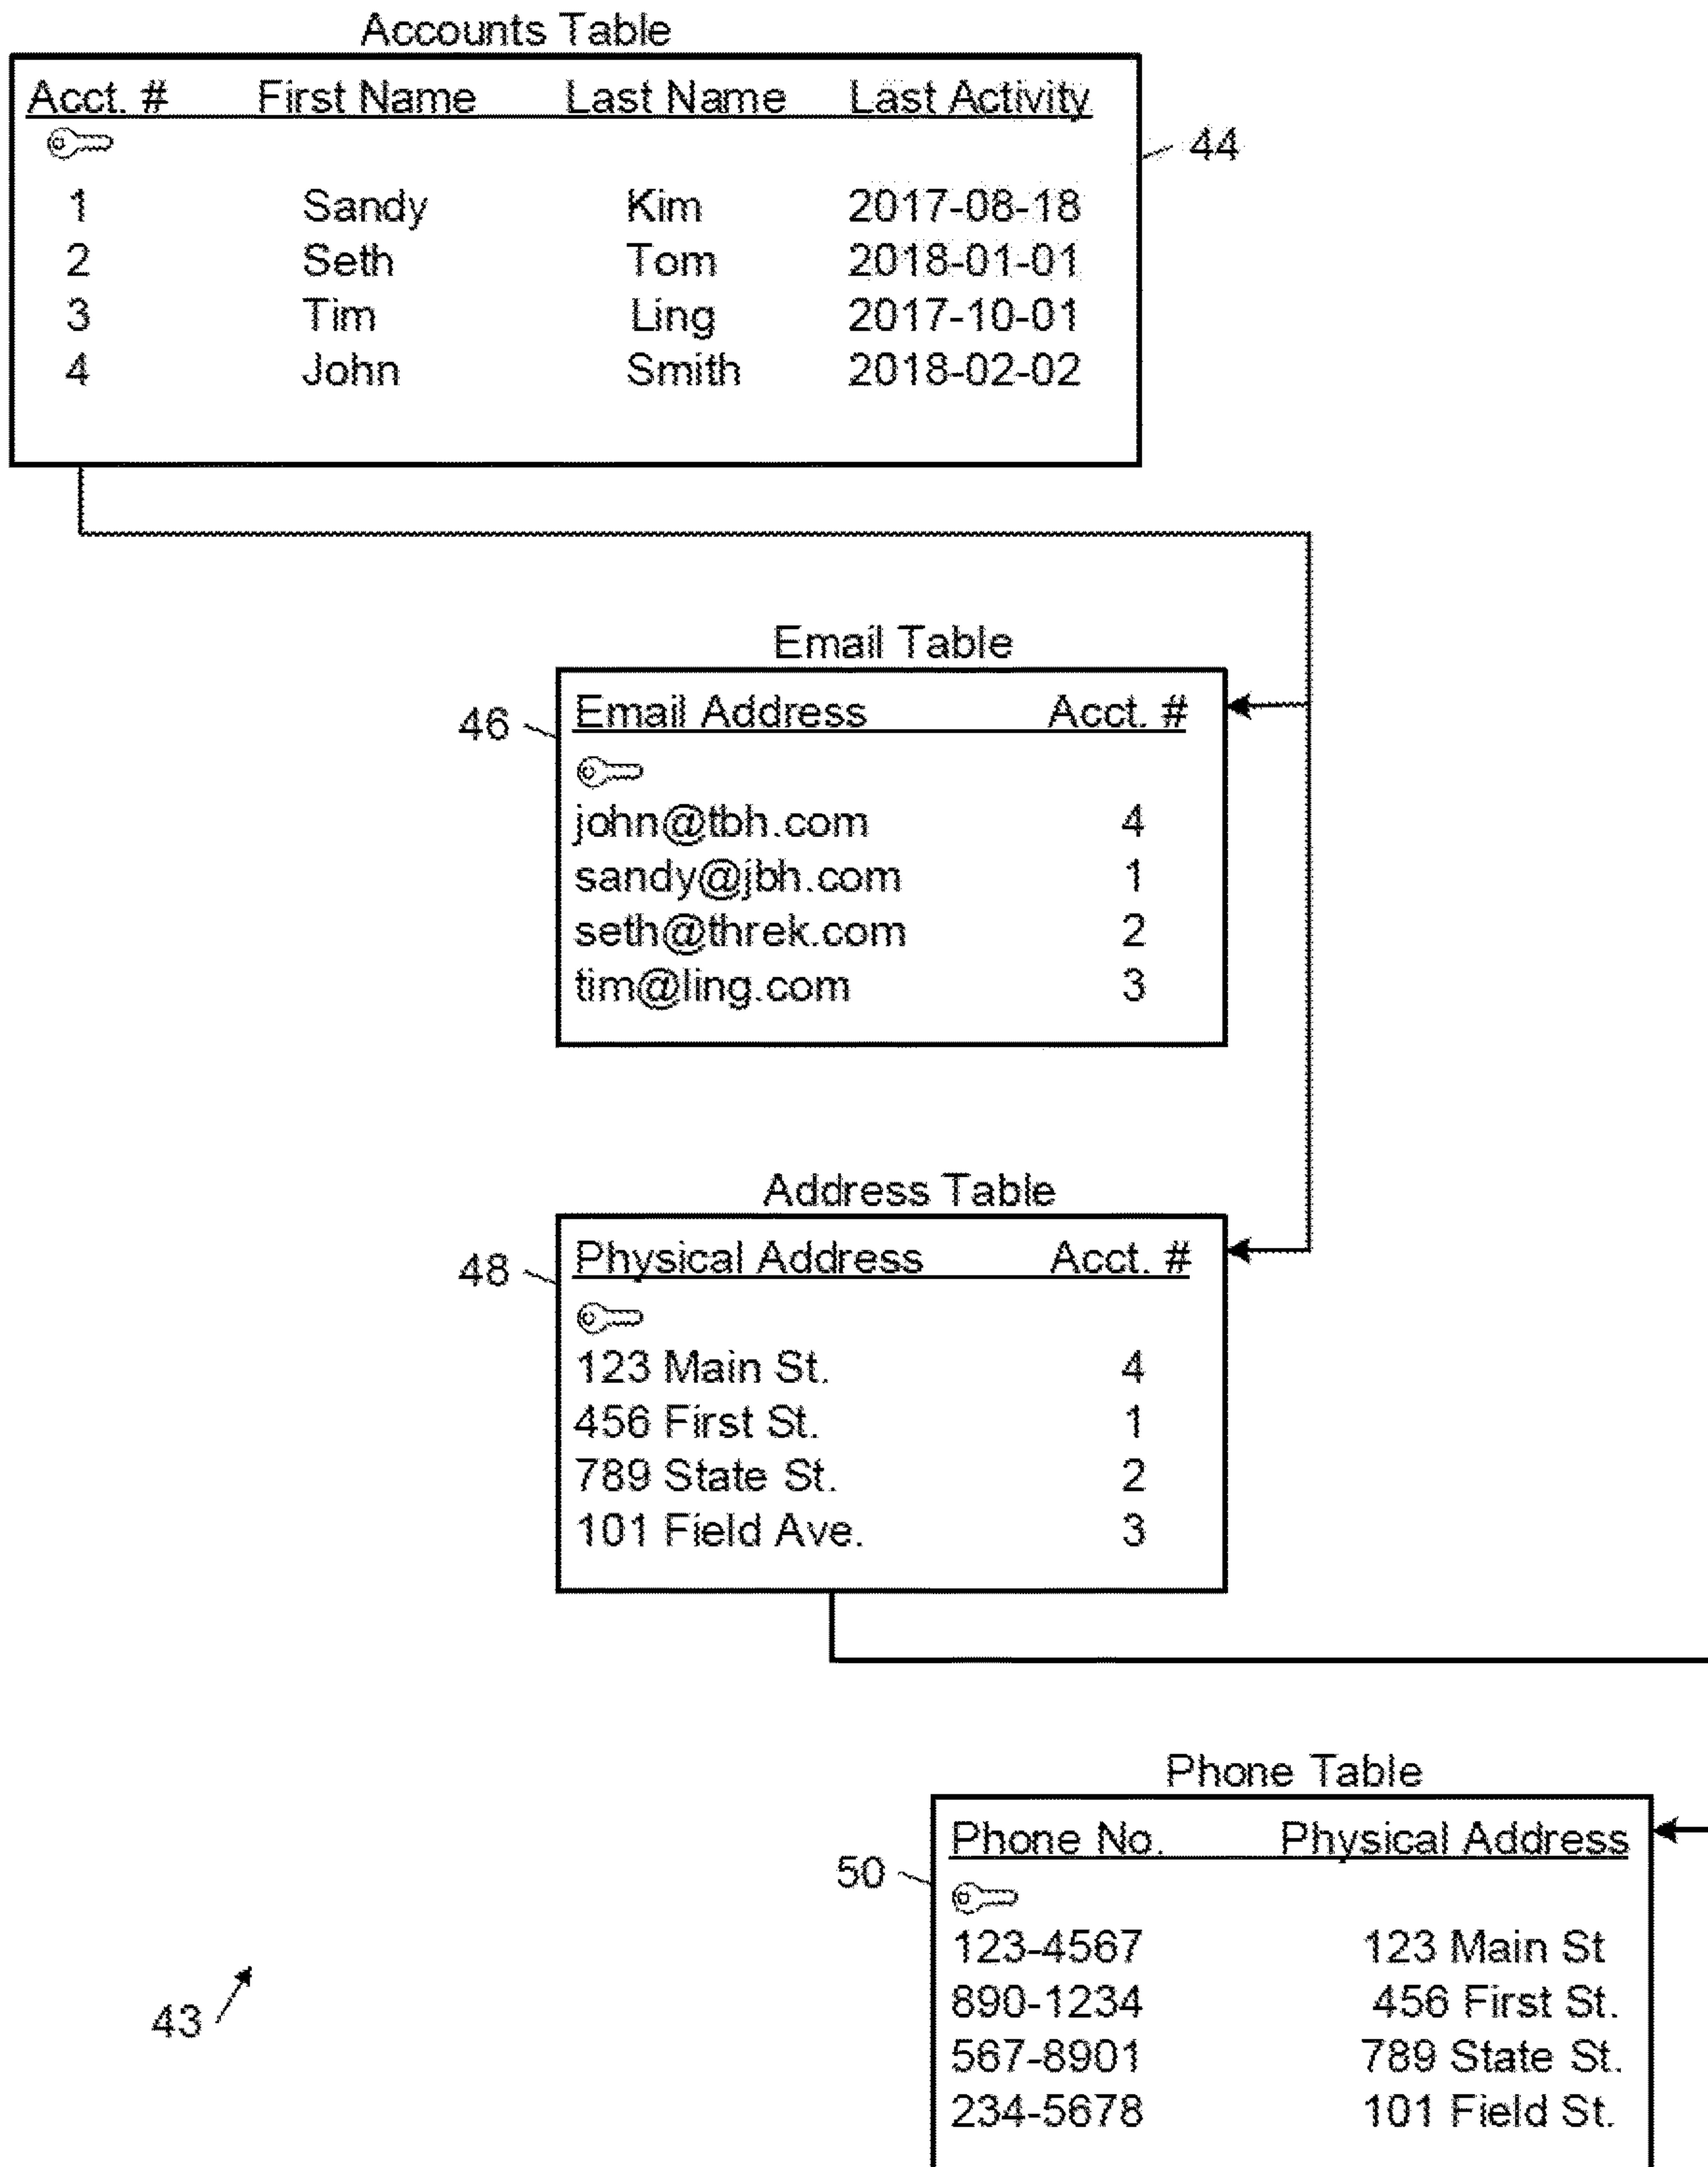 Accounts Table
Acct. # First Name Last Name Last Activity
44
1 Sandy Kim 2017-08-18
2 Seth Tom 2018-01-01
3 Tim Ling 2017-10-01
4 John Smith 2018-02-02
Email Table
46
Email Address Acct. #
john@tbh.com 4
sandy@jbh.com 1
seth@threk.com 2
tim@ling.com 3
Address Table
48
Physical Address Acct. #
123 Main St. 4
456 First St. 1
789 State St. 2
101 Field Ave. 3
Phone Table
50
Phone No. Physical Address
123-4567 123 Main St
890-1234 456 First St.
567-8901 789 State St.
234-5678 101 Field St.
43